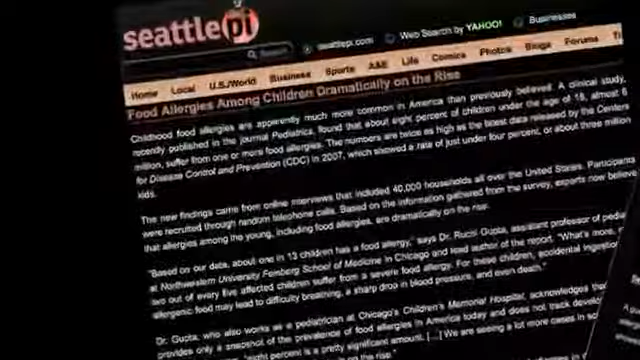 seattlepi
Search
seattlepi.com
Web Search by YAHOO!
Businesses
Home Local U.S./World Business Sports A&E Life Comics Photos Blogs Forums
Food Allergies Among Children Dramatically on the Rise
Childhood food allergies are apparently much more common in America than previously believed. A clinical study,
recently published in the journal Pediatrics, found that about eight percent of children under the age of 18, almost 6
million, suffer from one or more food allergies. The numbers are twice as high as the latest data released by the Centers
for Disease Control and Prevention (CDC) in 2007, which showed a rate of just under four percent, or about three million
kids.
The new findings came from online interviews that included 40,000 households all over the United States. Participants
were recruited through random telephone calls. Based on the information gathered from the survey, experts now believe
that allergies among the young, including food allergies, are dramatically on the rise.
"Based on our data, about one in 13 children has a food allergy," says Dr. Ruchi Gupta, assistant professor of
at Northwestern University Feinberg School of Medicine in Chicago and lead author of the report. "What's more,
two out of every five affected children suffer from a severe food allergy. For these children, accidental
allergenic food may lead to difficulty breathing, a sharp drop in blood pressure, and even death."
Dr. Gupta, who also works as a pediatrician at Chicago's Children's Memorial Hospital, acknowledges
provides only a snapshot of the prevalence of food allergies in America today and does not track
"eight percent is a pretty significant amount. [...] We are seeing a lot more cases in
on the rise."